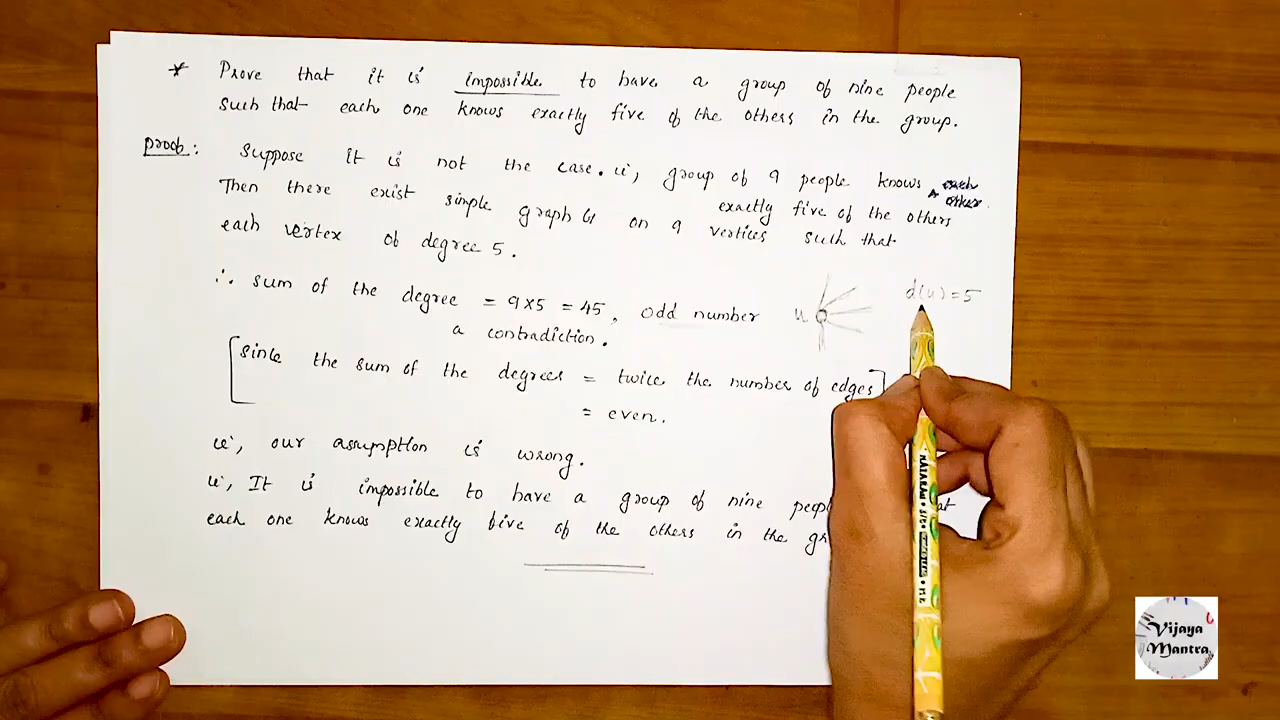 * Prove that it is impossible to have a group of nine people
such that each one knows exactly five of the others in the group.
Proof: Suppose it is not the case. ie, group of 9 people knows each other
exactly five of the others
Then there exist simple graph G on 9 vertices such that
each vertex of degree 5.
∴ sum of the degree = 9x5 = 45, odd number
a contradiction.
u d(u) = 5
[since the sum of the degrees = twice the number of edges]
= even.
ie, our assumption is wrong.
ie, It is impossible to have a group of nine
each one knows exactly five of the others in the
Vijaya
Mantra